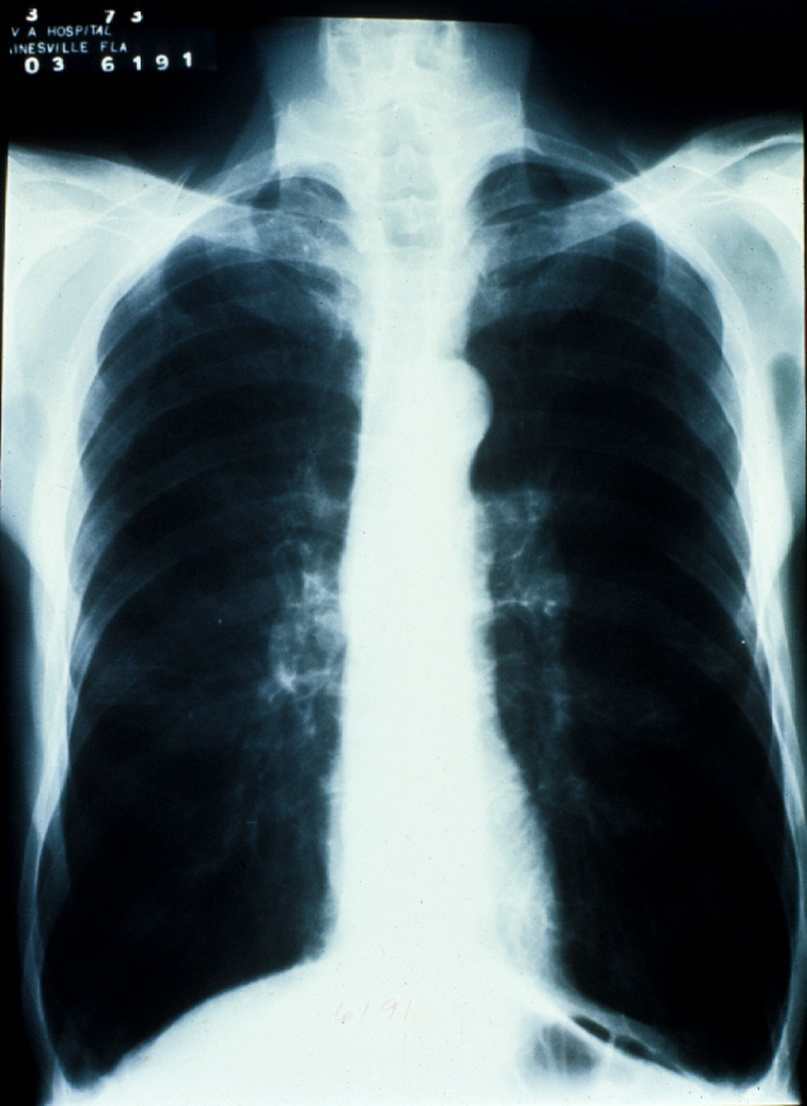 3 73
V A HOSPITAL
INESVILLE FLA
03 6191
6191